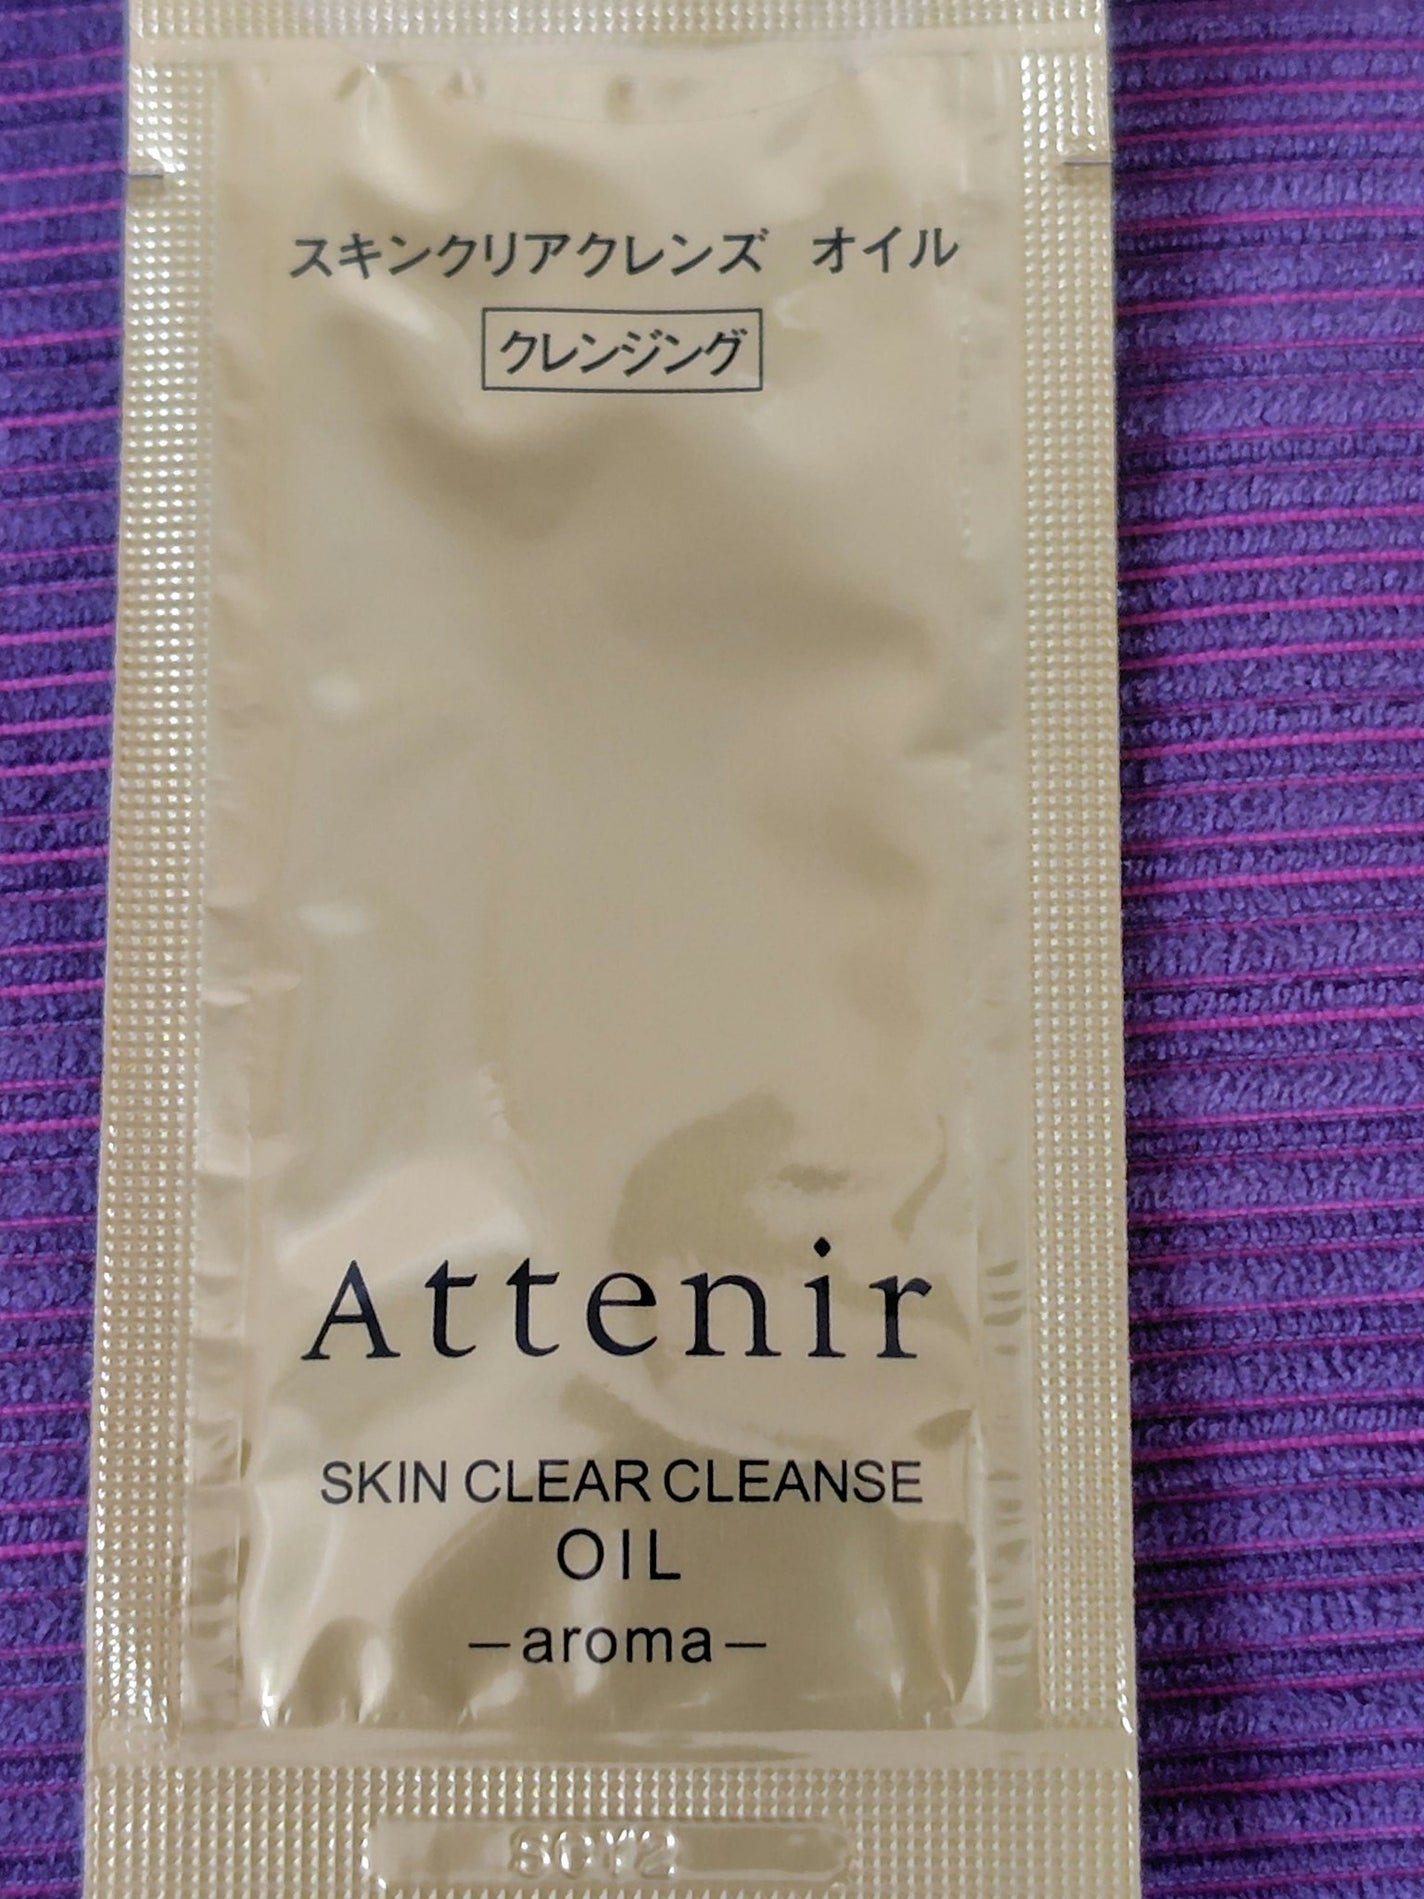 スキンクリアクレンズ オイル
クレンジング
Attenir
SKIN CLEAR CLEANSE
OIL
—aroma—